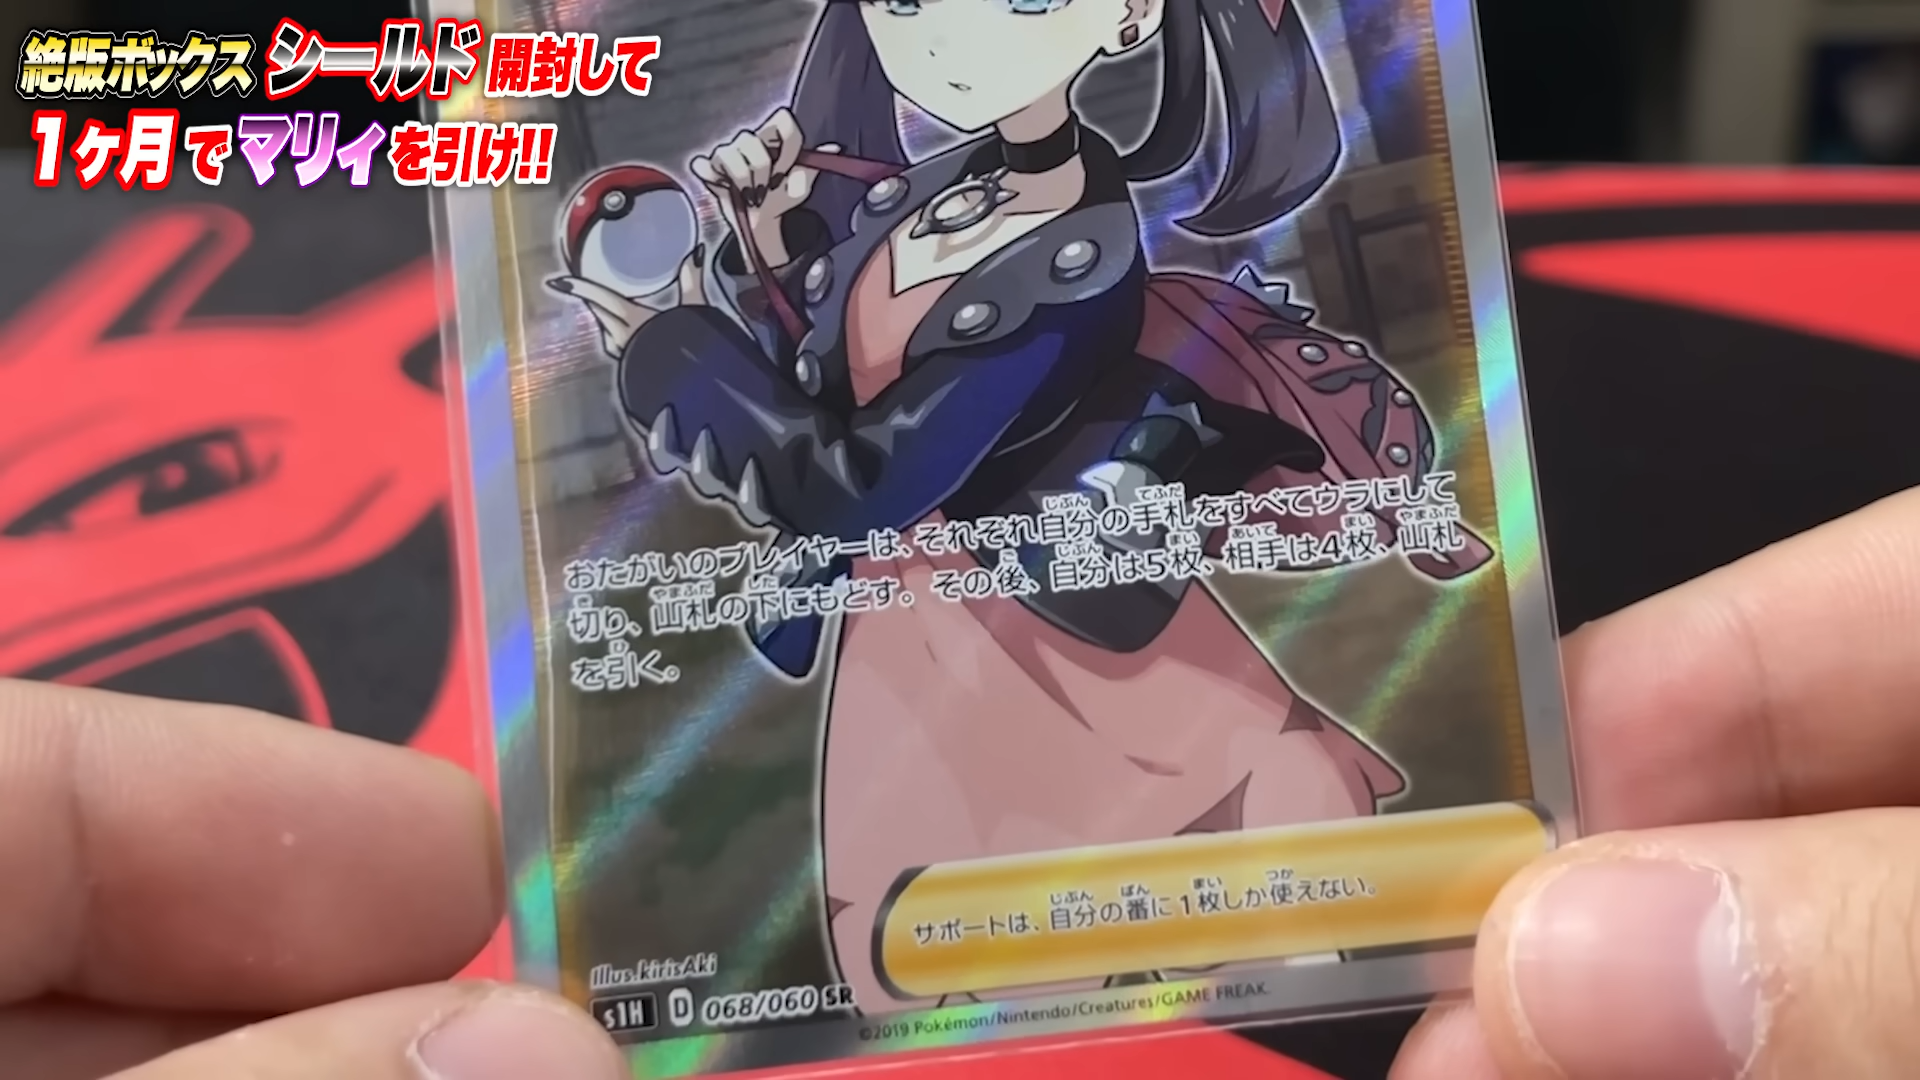 絶版ボックス シールド 開封して
1ヶ月でマリィを引け!!
おたがいのプレイヤーは、それぞれ自分の手札をすべてウラにして
切り、山札の下にもどす。その後、自分は5枚、相手は4枚、山札
を引く。
サポートは、自分の番に1枚しか使えない。
Illus.kirisAki
s1H D 068/060 SR
©2019 Pokémon/Nintendo/Creatures/GAME FREAK.